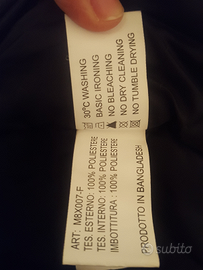 30°C WASHING
BASIC IRONING
NO BLEACHING
NO DRY CLEANING
NO TUMBLE DRYING
ART: M8X007-F
TES. ESTERNO: 100% POLIESTERE
TES. INTERNO: 100% POLIESTERE
IMBOTTITURA : 100% POLIESTERE
PRODOTTO IN BANGLADESH
subito